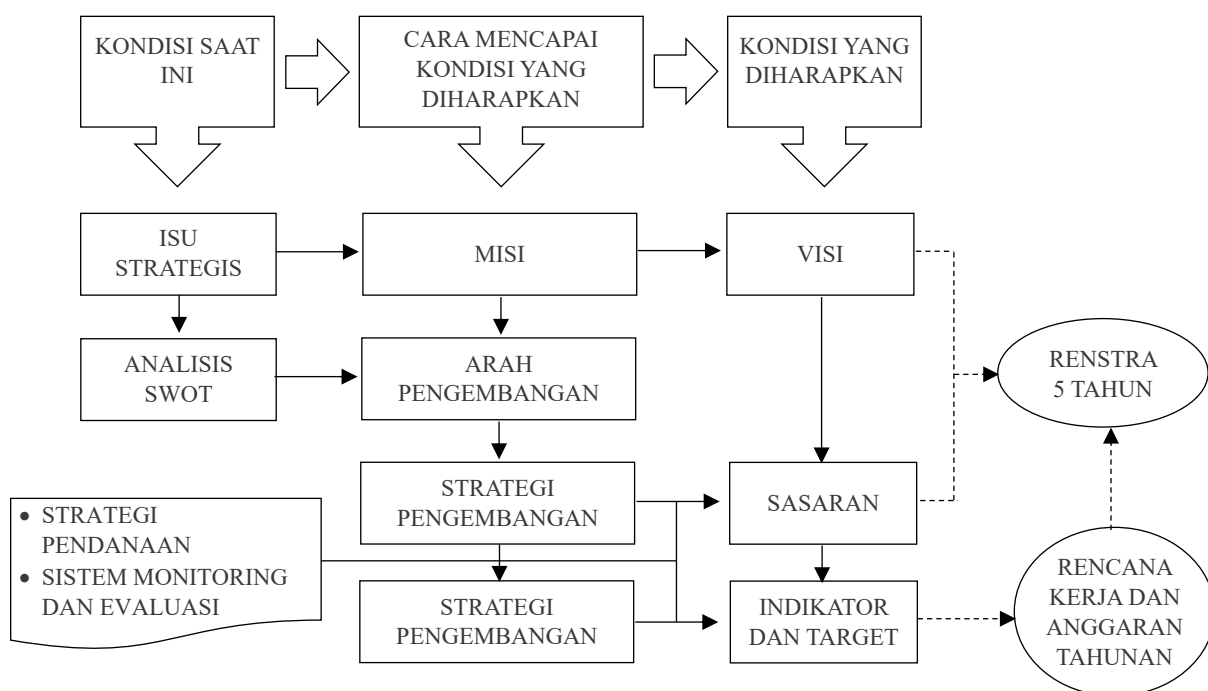 KONDISI SAAT
INI
CARA MENCAPAI
KONDISI YANG
DIHARAPKAN
KONDISI YANG
DIHARAPKAN
ISU
STRATEGIS
MISI
VISI
ANALISIS
SWOT
ARAH
PENGEMBANGAN
RENSTRA
5 TAHUN
STRATEGI
PENGEMBANGAN
SASARAN
• STRATEGI
PENDANAAN
• SISTEM MONITORING
DAN EVALUASI
STRATEGI
PENGEMBANGAN
INDIKATOR
DAN TARGET
RENCANA
KERJA DAN
ANGGARAN
TAHUNAN